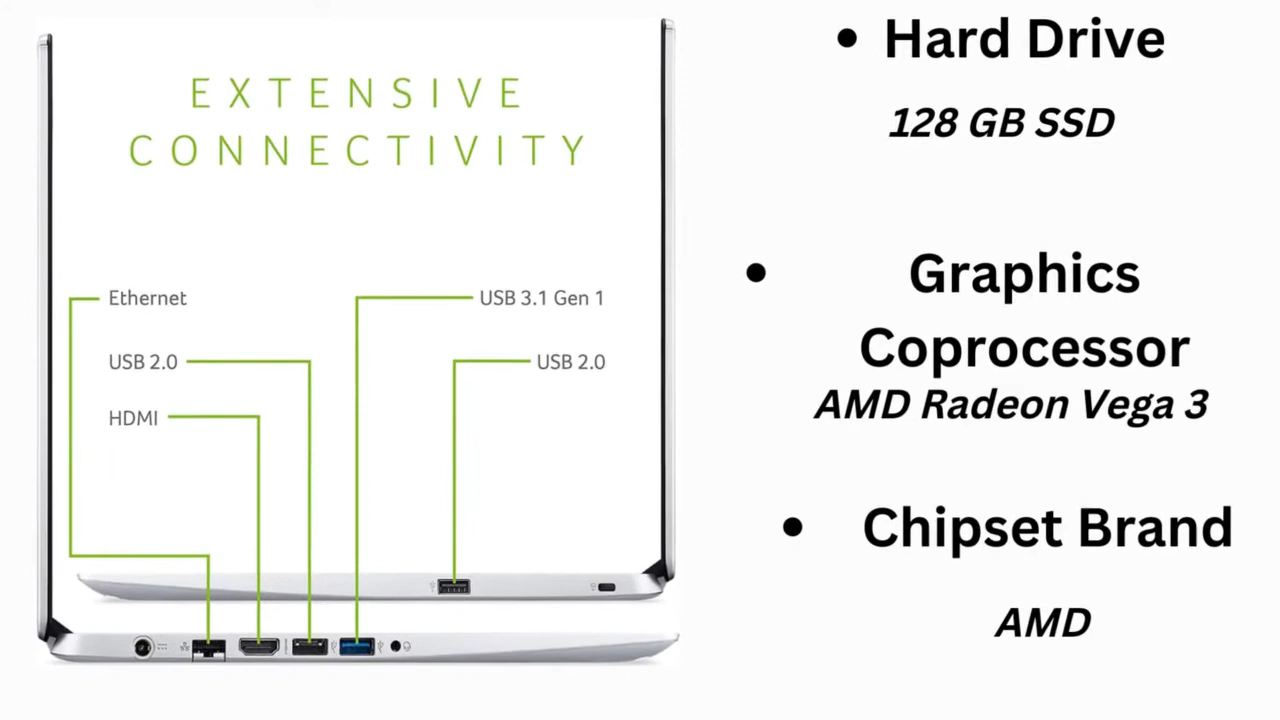 EXTENSIVE
CONNECTIVITY
Ethernet
USB 3.1 Gen 1
USB 2.0
USB 2.0
HDMI
• Hard Drive
128 GB SSD
• Graphics
Coprocessor
AMD Radeon Vega 3
• Chipset Brand
AMD